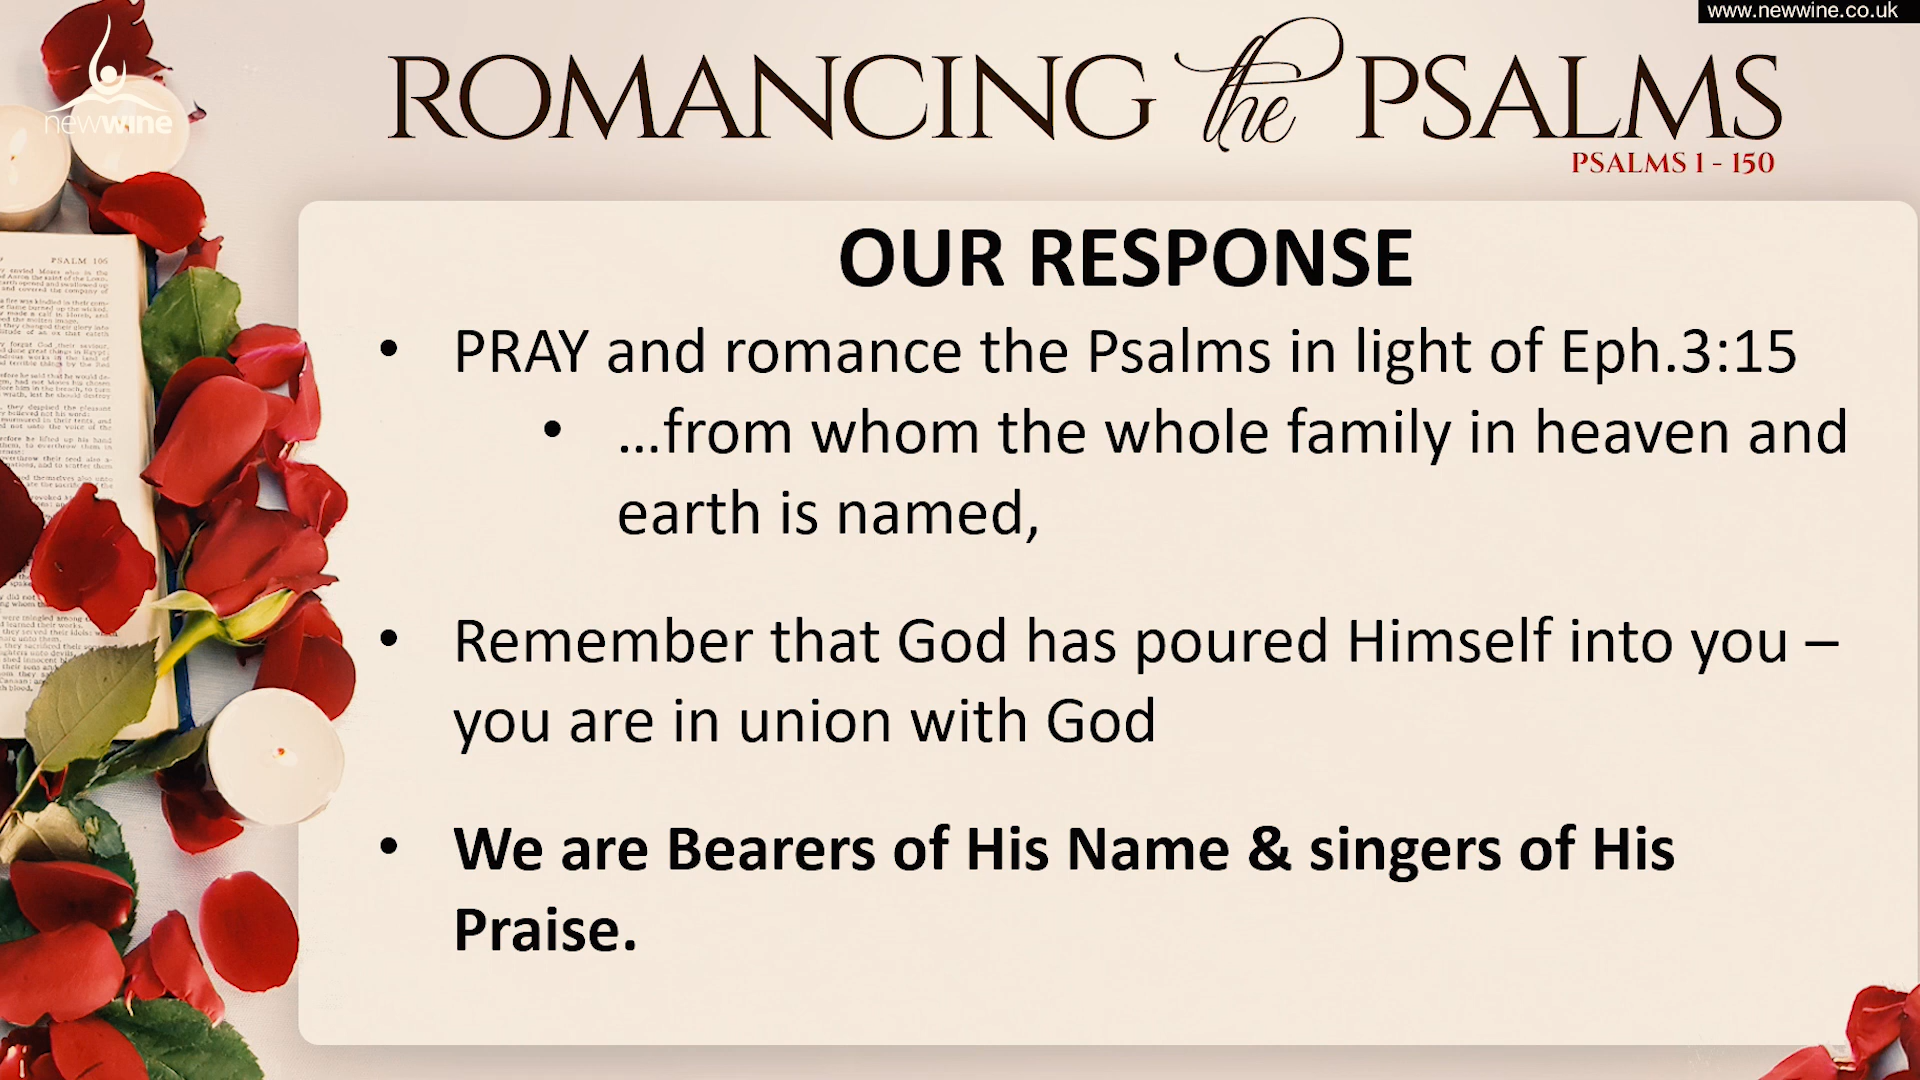 www.newwine.co.uk
newwine
ROMANCING the PSALMS
PSALMS 1 - 150
PSALM 106
OUR RESPONSE
• PRAY and romance the Psalms in light of Eph.3:15
• ...from whom the whole family in heaven and
earth is named,
• Remember that God has poured Himself into you –
you are in union with God
• We are Bearers of His Name & singers of His
Praise.